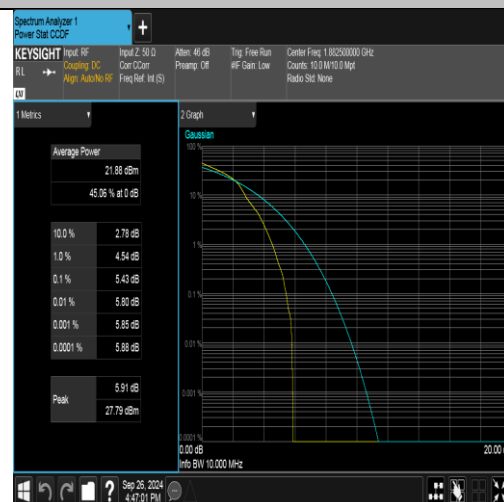 Spectrum Analyzer 1
Power Stat CCDF
+
KEYSIGHT
RL
Input: RF
Coupling: DC
Align: Auto/No RF
Input Z: 50 Ω
Corr CCorr
Freq Ref: Int (S)
Atten: 46 dB
Preamp: Off
Trig: Free Run
#IF Gain: Low
Center Freq: 1.882500000 GHz
Counts: 10.0 M/10.0 Mpt
Radio Std: None
LXI
1 Metrics
Average Power
21.88 dBm
45.06 % at 0 dB
10.0 % 2.78 dB
1.0 % 4.54 dB
0.1 % 5.43 dB
0.01 % 5.80 dB
0.001 % 5.85 dB
0.0001 % 5.88 dB
Peak
5.91 dB
27.79 dBm
2 Graph
Gaussian
100 %
10 %
1 %
0.1 %
0.01 %
0.001 %
0.0001 %
0.00 dB
20.00
Info BW 10.000 MHz
?
Sep 26, 2024
4:47:01 PM